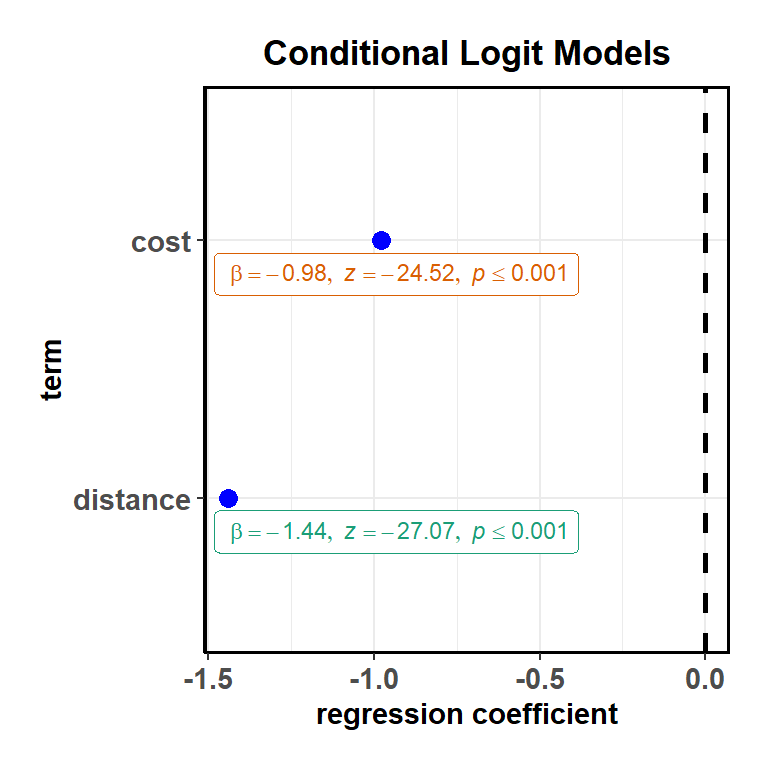 Conditional Logit Models
cost
β = −0.98, z = −24.52, p ≤ 0.001
term
distance
β = −1.44, z = −27.07, p ≤ 0.001
-1.5 -1.0 -0.5 0.0
regression coefficient